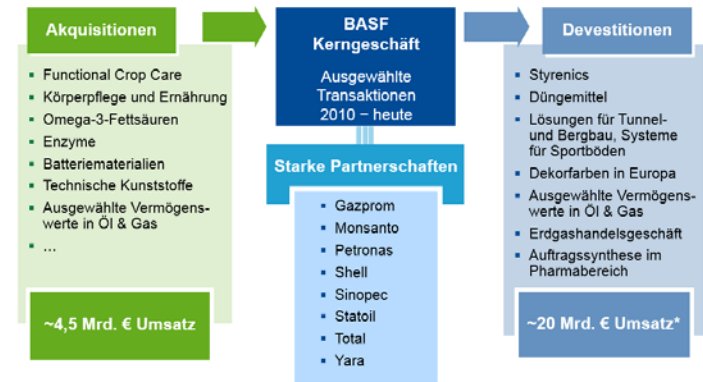 Akquisitionen
▪ Functional Crop Care
▪ Körperpflege und Ernährung
▪ Omega-3-Fettsäuren
▪ Enzyme
▪ Batteriematerialien
▪ Technische Kunststoffe
▪ Ausgewählte Vermögens-
werte in Öl & Gas
▪ …
~4,5 Mrd. € Umsatz
BASF
Kerngeschäft
Ausgewählte
Transaktionen
2010 – heute
Starke Partnerschaften
▪ Gazprom
▪ Monsanto
▪ Petronas
▪ Shell
▪ Sinopec
▪ Statoil
▪ Total
▪ Yara
Devestitionen
▪ Styrenics
▪ Düngemittel
▪ Lösungen für Tunnel-
und Bergbau, Systeme
für Sportböden
▪ Dekorfarben in Europa
▪ Ausgewählte Vermögens-
werte in Öl & Gas
▪ Erdgashandelsgeschäft
▪ Auftragssynthese im
Pharmabereich
~20 Mrd. € Umsatz*